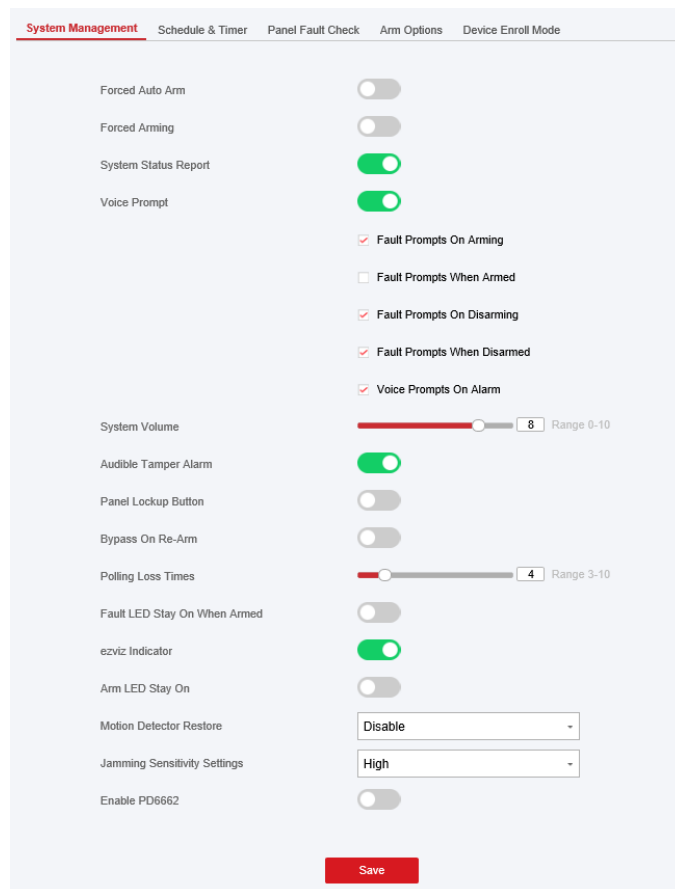 System Management Schedule & Timer Panel Fault Check Arm Options Device Enroll Mode
Forced Auto Arm
Forced Arming
System Status Report
Voice Prompt
Fault Prompts On Arming
Fault Prompts When Armed
Fault Prompts On Disarming
Fault Prompts When Disarmed
Voice Prompts On Alarm
System Volume 8 Range 0-10
Audible Tamper Alarm
Panel Lockup Button
Bypass On Re-Arm
Polling Loss Times 4 Range 3-10
Fault LED Stay On When Armed
ezviz Indicator
Arm LED Stay On
Motion Detector Restore Disable
Jamming Sensitivity Settings High
Enable PD6662
Save